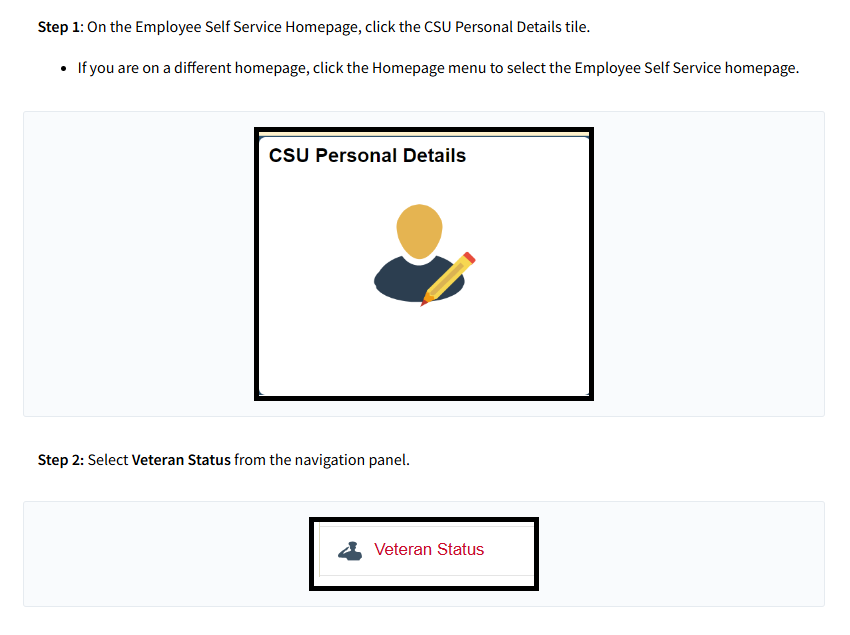 Step 1: On the Employee Self Service Homepage, click the CSU Personal Details tile.
• If you are on a different homepage, click the Homepage menu to select the Employee Self Service homepage.
CSU Personal Details
Step 2: Select Veteran Status from the navigation panel.
Veteran Status